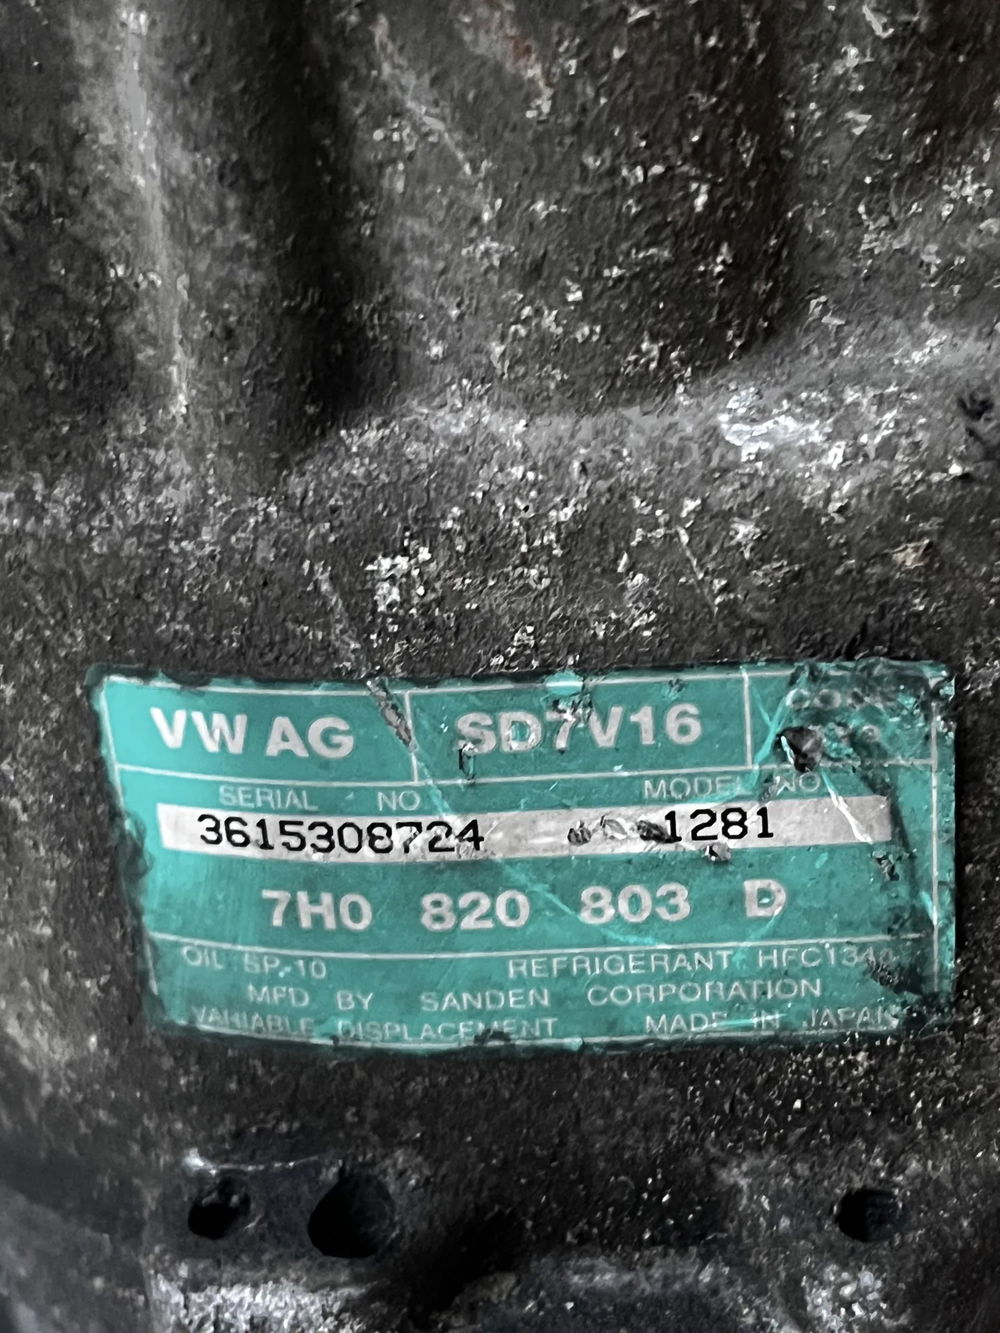 VW AG SD7V16
SERIAL NO MODEL NO
3615308724 1281
7H0 820 803 D
OIL SP-10 REFRIGERANT HFC134a
MFD BY SANDEN CORPORATION
VARIABLE DISPLACEMENT MADE IN JAPAN